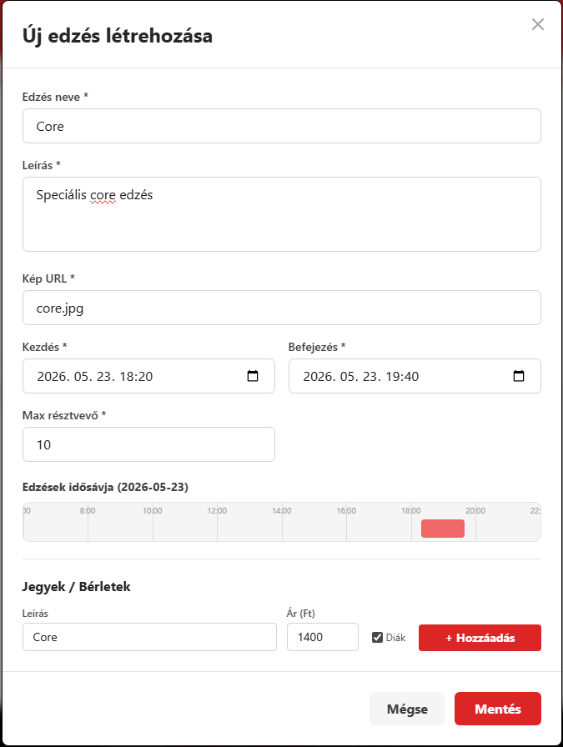 Új edzés létrehozása
Edzés neve *
Core
Leírás *
Speciális core edzés
Kép URL *
core.jpg
Kezdés * Befejezés *
2026. 05. 23. 18:20 2026. 05. 23. 19:40
Max résztvevő *
10
Edzések idősávja (2026-05-23)
00 8:00 10:00 12:00 14:00 16:00 18:00 20:00 22:
Jegyek / Bérletek
Leírás Ár (Ft)
Core 1400 Diák + Hozzáadás
Mégse Mentés